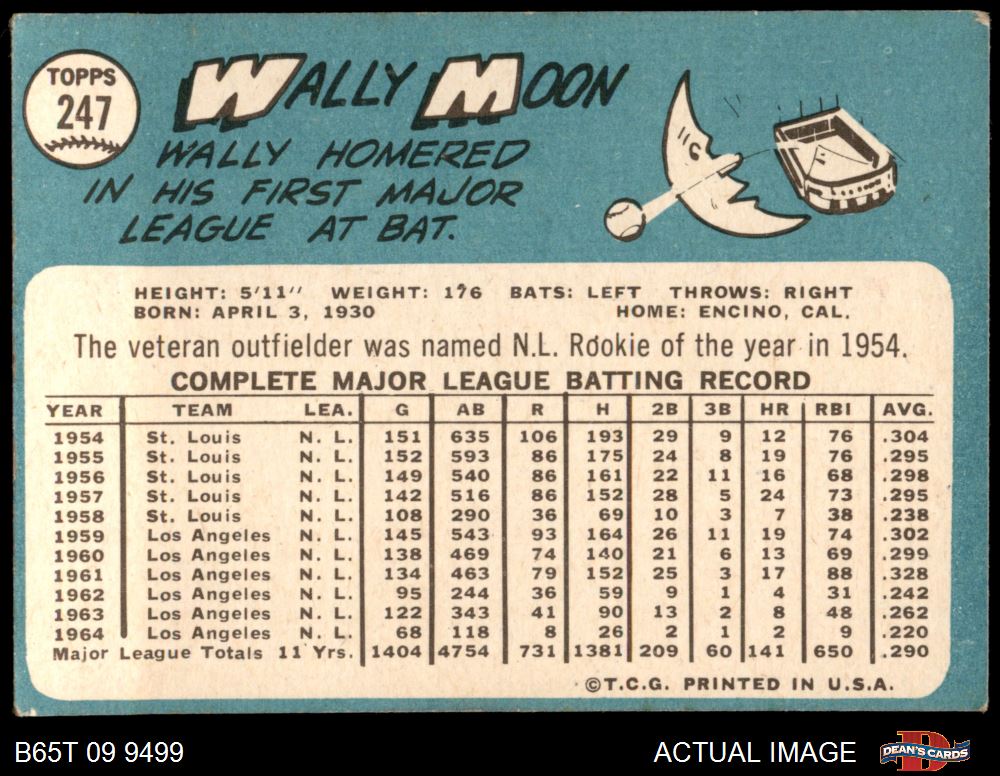 TOPPS
247
WALLY MOON
WALLY HOMERED
IN HIS FIRST MAJOR
LEAGUE AT BAT.
HEIGHT: 5'11" WEIGHT: 176 BATS: LEFT THROWS: RIGHT
BORN: APRIL 3, 1930 HOME: ENCINO, CAL.
The veteran outfielder was named N.L. Rookie of the year in 1954.
COMPLETE MAJOR LEAGUE BATTING RECORD
YEAR TEAM LEA. G AB R H 2B 3B HR RBI AVG.
1954 St. Louis N. L. 151 635 106 193 29 9 12 76 .304
1955 St. Louis N. L. 152 593 86 175 24 8 19 76 .295
1956 St. Louis N. L. 149 540 86 161 22 11 16 68 .298
1957 St. Louis N. L. 142 516 86 152 28 5 24 73 .295
1958 St. Louis N. L. 108 290 36 69 10 3 7 38 .238
1959 Los Angeles N. L. 145 543 93 164 26 11 19 74 .302
1960 Los Angeles N. L. 138 469 74 140 21 6 13 69 .299
1961 Los Angeles N. L. 134 463 79 152 25 3 17 88 .328
1962 Los Angeles N. L. 95 244 36 59 9 1 4 31 .242
1963 Los Angeles N. L. 122 343 41 90 13 2 8 48 .262
1964 Los Angeles N. L. 68 118 8 26 2 1 2 9 .220
Major League Totals 11 Yrs. 1404 4754 731 1381 209 60 141 650 .290
©T.C.G. PRINTED IN U.S.A.
B65T 09 9499 ACTUAL IMAGE D DEAN'S CARDS